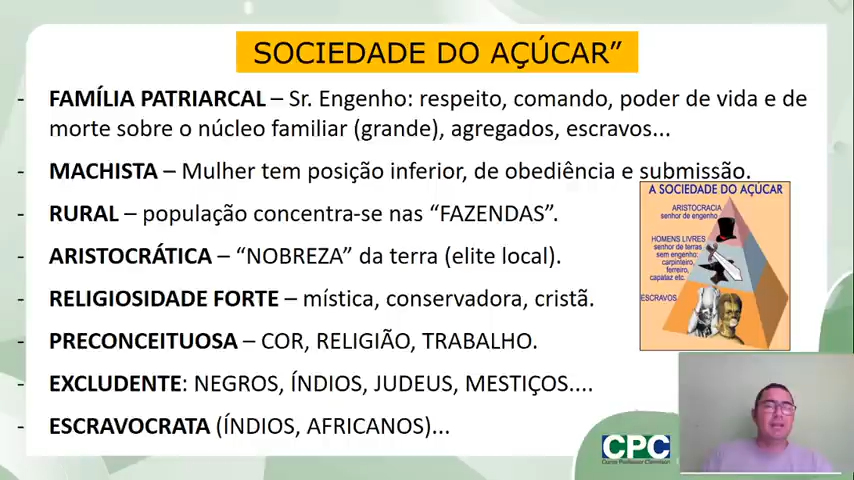 SOCIEDADE DO AÇÚCAR”
- FAMÍLIA PATRIARCAL – Sr. Engenho: respeito, comando, poder de vida e de
morte sobre o núcleo familiar (grande), agregados, escravos...
- MACHISTA – Mulher tem posição inferior, de obediência e submissão.
- RURAL – população concentra-se nas “FAZENDAS”.
- ARISTOCRÁTICA – “NOBREZA” da terra (elite local).
- RELIGIOSIDADE FORTE – mística, conservadora, cristã.
- PRECONCEITUOSA – COR, RELIGIÃO, TRABALHO.
- EXCLUDENTE: NEGROS, ÍNDIOS, JUDEUS, MESTIÇOS....
- ESCRAVOCRATA (ÍNDIOS, AFRICANOS)...
A SOCIEDADE DO AÇÚCAR
ARISTOCRACIA
senhor de engenho
HOMENS LIVRES
senhor de terras
sem engenho:
carpinteiro,
ferreiro,
capataz etc.
ESCRAVOS
CPC
Curso Professor Clemilson